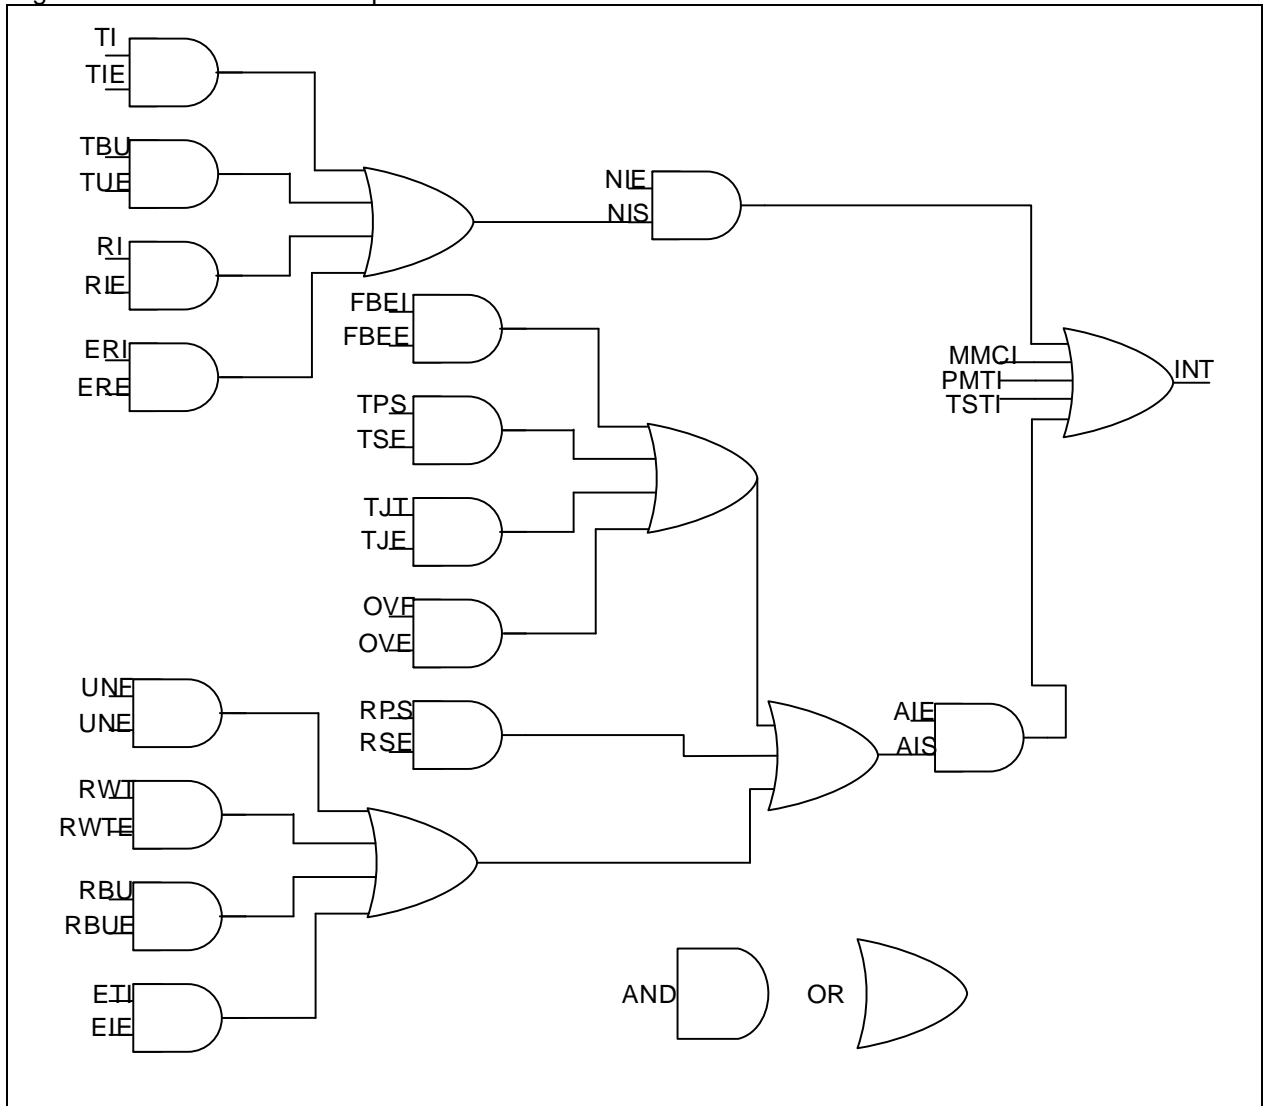 TI
TIE
TBU
TUE
RI
RIE
ERI
ERE
NIE
NIS
FBEI
FBEE
TPS
TSE
TJT
TJE
OVF
OVE
MMCI
PMTI
TSTI
INT
UNF
UNE
RWT
RWTE
RBU
RBUE
ETI
EIE
RPS
RSE
AIE
AIS
AND
OR